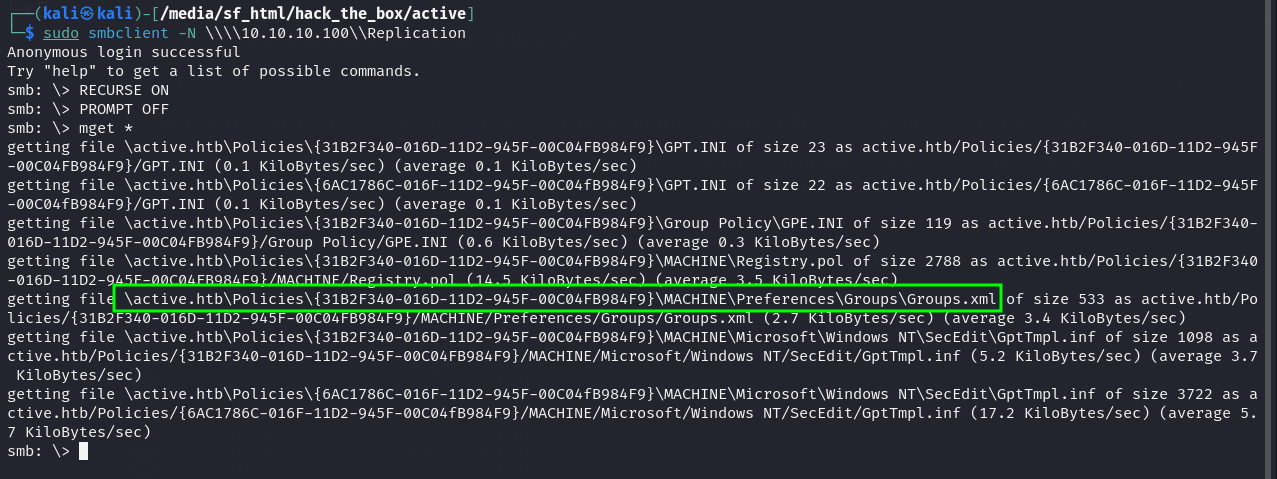 ┌──(kali㉿kali)-[/media/sf_html/hack_the_box/active]
└─$ sudo smbclient -N \\\\10.10.10.100\\Replication
Anonymous login successful
Try "help" to get a list of possible commands.
smb: \> RECURSE ON
smb: \> PROMPT OFF
smb: \> mget *
getting file \active.htb\Policies\{31B2F340-016D-11D2-945F-00C04FB984F9}\GPT.INI of size 23 as active.htb/Policies/{31B2F340-016D-11D2-945F
-00C04FB984F9}/GPT.INI (0.1 KiloBytes/sec) (average 0.1 KiloBytes/sec)
getting file \active.htb\Policies\{6AC1786C-016F-11D2-945F-00C04fB984F9}\GPT.INI of size 22 as active.htb/Policies/{6AC1786C-016F-11D2-945F
-00C04fB984F9}/GPT.INI (0.1 KiloBytes/sec) (average 0.1 KiloBytes/sec)
getting file \active.htb\Policies\{31B2F340-016D-11D2-945F-00C04FB984F9}\Group Policy\GPE.INI of size 119 as active.htb/Policies/{31B2F340-
016D-11D2-945F-00C04FB984F9}/Group Policy/GPE.INI (0.6 KiloBytes/sec) (average 0.3 KiloBytes/sec)
getting file \active.htb\Policies\{31B2F340-016D-11D2-945F-00C04FB984F9}\MACHINE\Registry.pol of size 2788 as active.htb/Policies/{31B2F340
-016D-11D2-945F-00C04FB984F9}/MACHINE/Registry.pol (14.5 KiloBytes/sec) (average 3.5 KiloBytes/sec)
getting file \active.htb\Policies\{31B2F340-016D-11D2-945F-00C04FB984F9}\MACHINE\Preferences\Groups\Groups.xml of size 533 as active.htb/Po
licies/{31B2F340-016D-11D2-945F-00C04FB984F9}/MACHINE/Preferences/Groups/Groups.xml (2.7 KiloBytes/sec) (average 3.4 KiloBytes/sec)
getting file \active.htb\Policies\{31B2F340-016D-11D2-945F-00C04FB984F9}\MACHINE\Microsoft\Windows NT\SecEdit\GptTmpl.inf of size 1098 as a
ctive.htb/Policies/{31B2F340-016D-11D2-945F-00C04FB984F9}/MACHINE/Microsoft/Windows NT/SecEdit/GptTmpl.inf (5.2 KiloBytes/sec) (average 3.7
 KiloBytes/sec)
getting file \active.htb\Policies\{6AC1786C-016F-11D2-945F-00C04fB984F9}\MACHINE\Microsoft\Windows NT\SecEdit\GptTmpl.inf of size 3722 as a
ctive.htb/Policies/{6AC1786C-016F-11D2-945F-00C04fB984F9}/MACHINE/Microsoft/Windows NT/SecEdit/GptTmpl.inf (17.2 KiloBytes/sec) (average 5.
7 KiloBytes/sec)
smb: \>